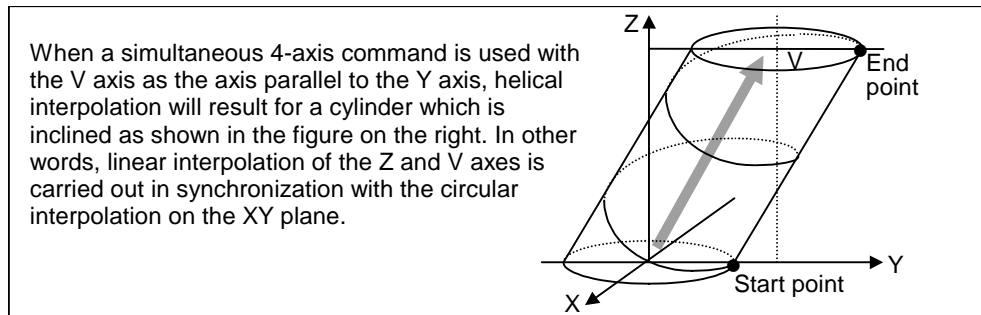 When a simultaneous 4-axis command is used with
the V axis as the axis parallel to the Y axis, helical
interpolation will result for a cylinder which is
inclined as shown in the figure on the right. In other
words, linear interpolation of the Z and V axes is
carried out in synchronization with the circular
interpolation on the XY plane.
Z
V
End
point
Y
Start point
X